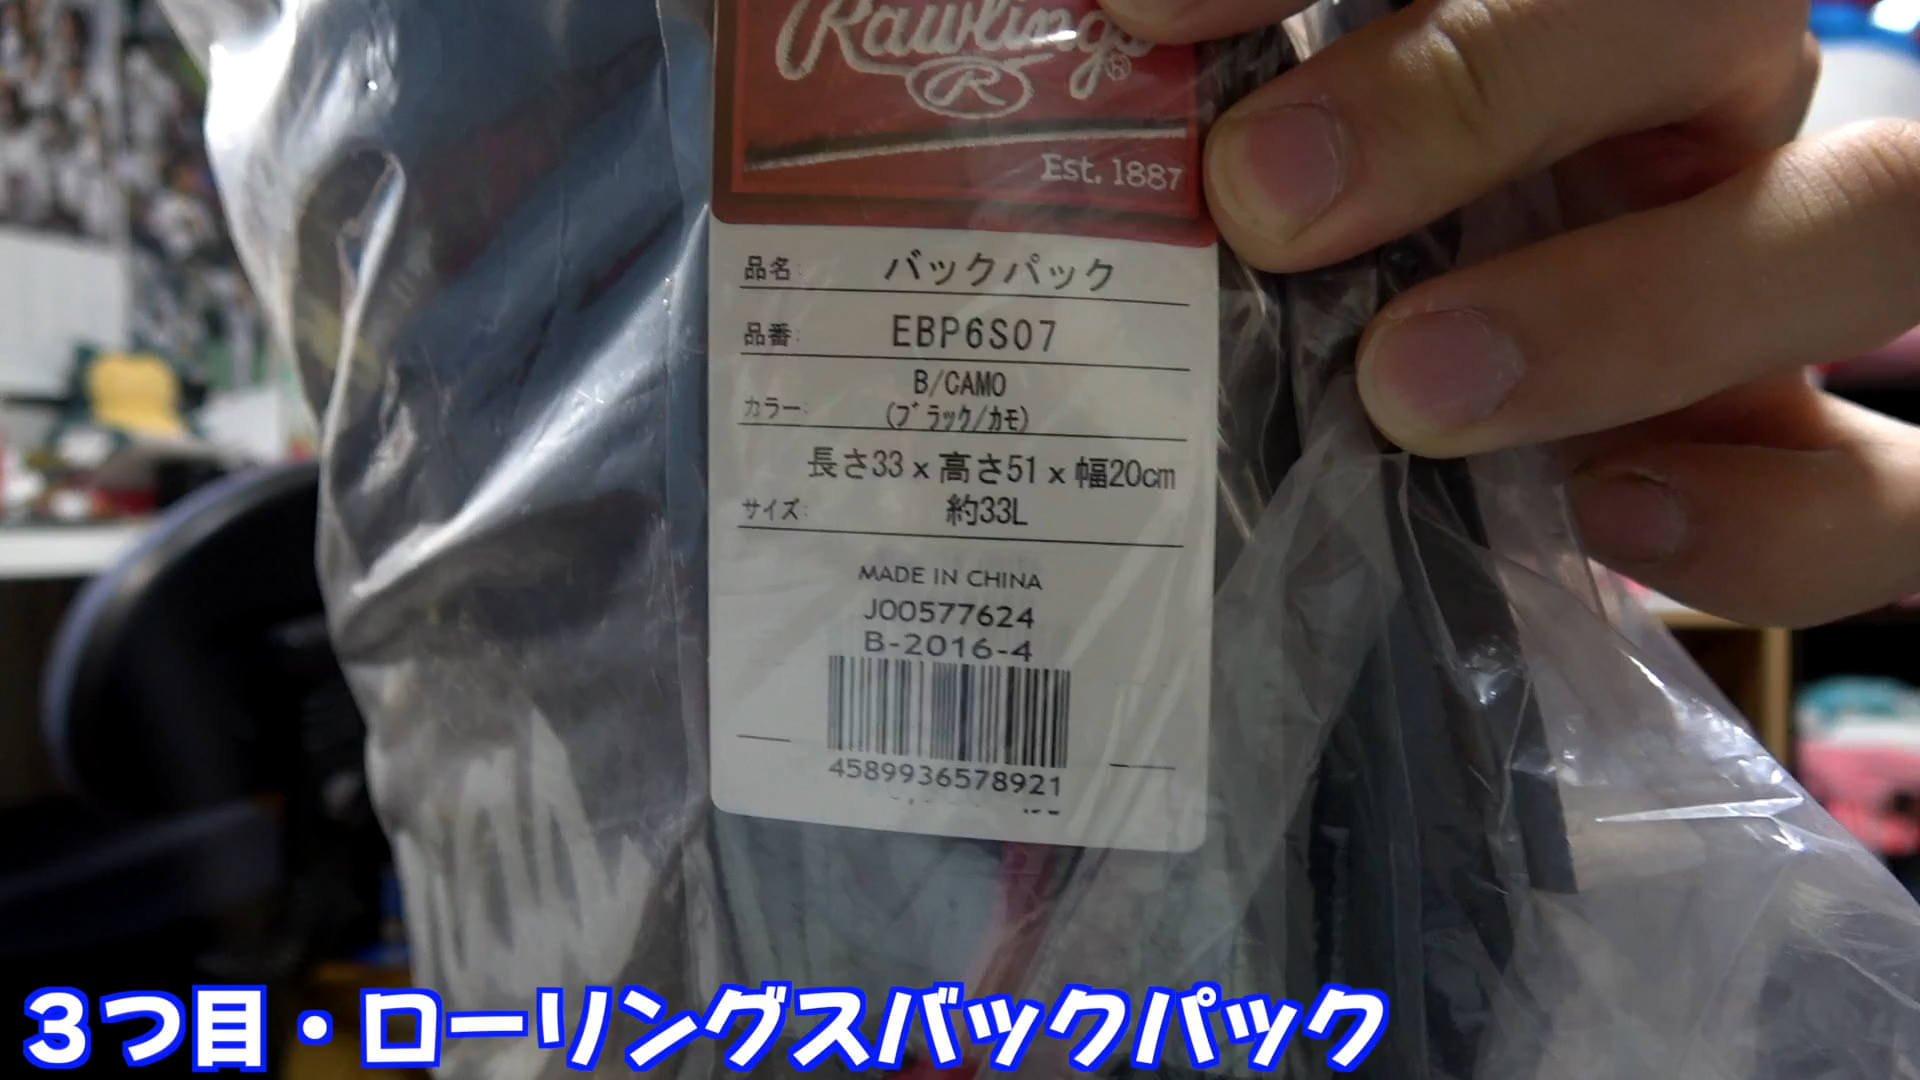 Rawlings
®
R
Est. 1887
品名: バックパック
品番: EBP6S07
B/CAMO
カラー: (ブラック/カモ)
長さ33 x 高さ51 x 幅20cm
サイズ: 約33L
MADE IN CHINA
J00577624
B-2016-4
4589936578921
3つ目・ローリングスバックパック